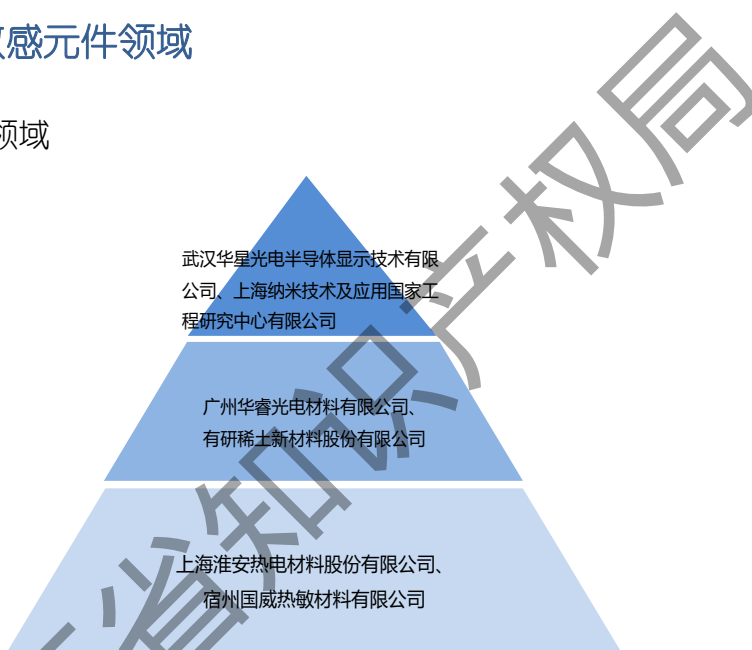 敏感元件领域
领域
武汉华星光电半导体显示技术有限
公司、上海纳米技术及应用国家工
程研究中心有限公司
广州华睿光电材料有限公司、
有研稀土新材料股份有限公司
上海淮安热电材料股份有限公司、
宿州国威热敏材料有限公司
省知识产权局